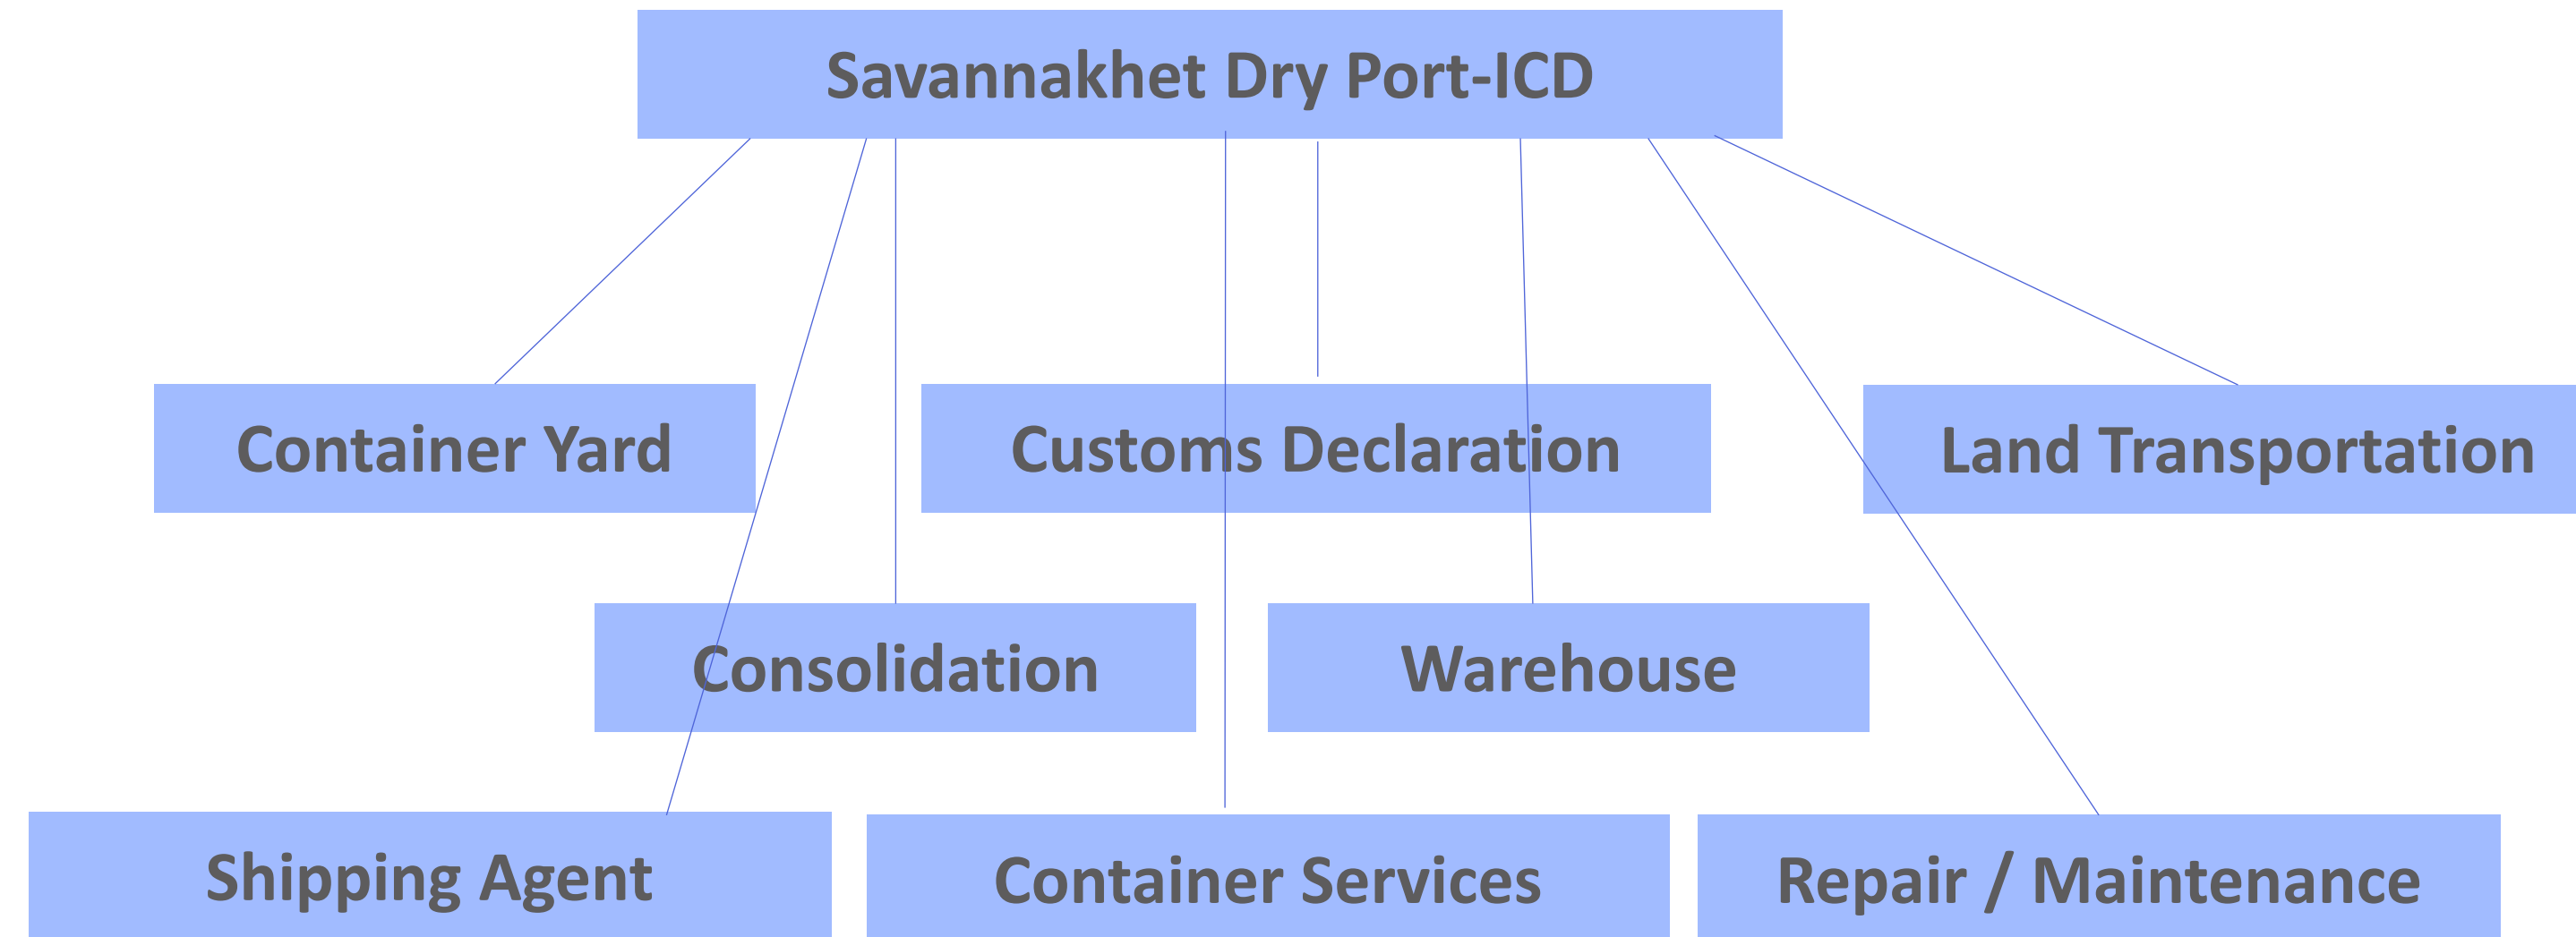 Savannakhet Dry Port-ICD
Container Yard
Customs Declaration
Land Transportation
Consolidation
Warehouse
Shipping Agent
Container Services
Repair / Maintenance